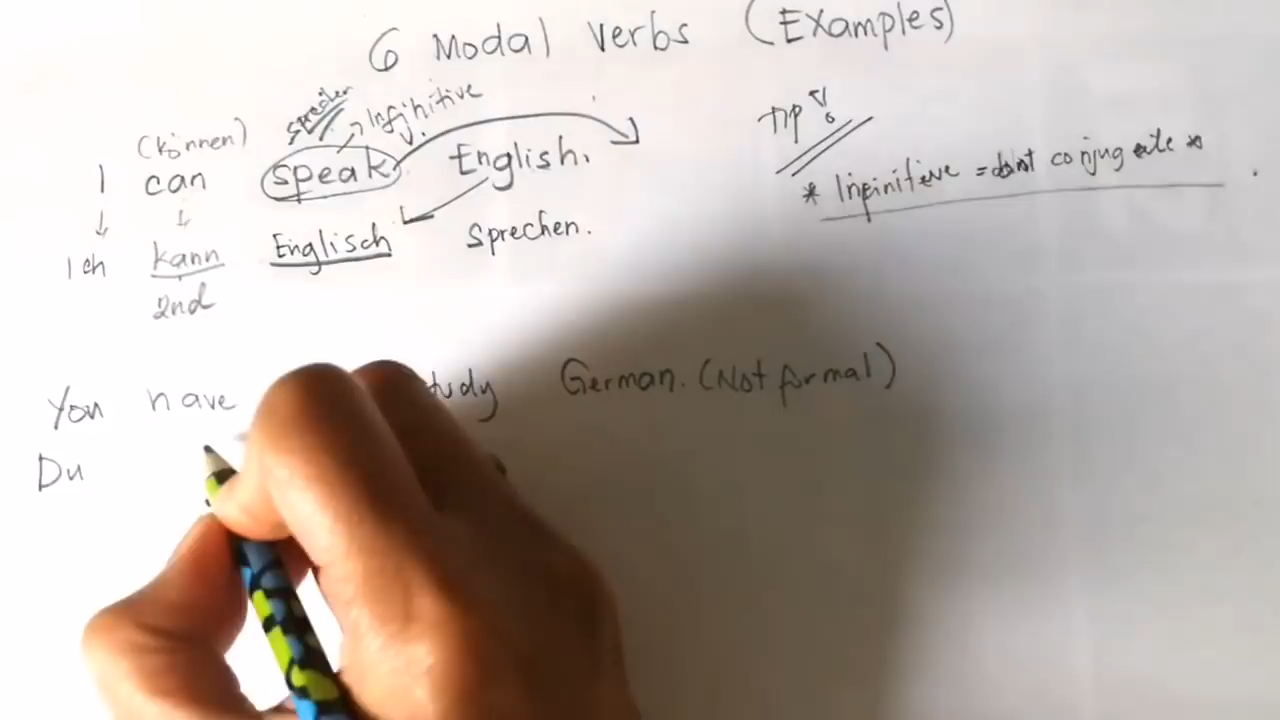 6 Modal verbs (Examples)
sprechen
Infinitive
(können)
I can speak English.
Tip!
* Infinitive = dont conjugate *
Ich kann Englisch Sprechen.
2nd
You have German. (Not formal)
Du